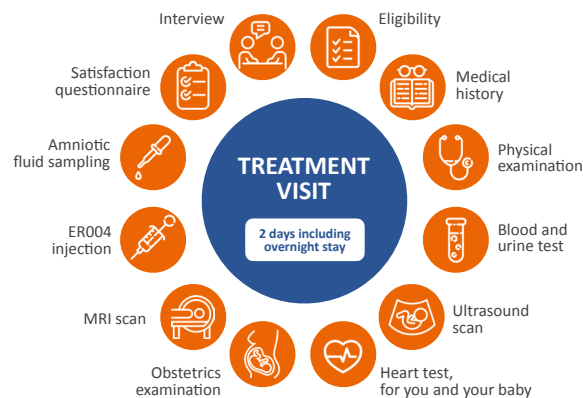 TREATMENT
VISIT
2 days including
overnight stay
Eligibility
Medical
history
Physical
examination
Blood and
urine test
Ultrasound
scan
Heart test,
for you and your baby
Obstetrics
examination
MRI scan
ER004
injection
Amniotic
fluid sampling
Satisfaction
questionnaire
Interview